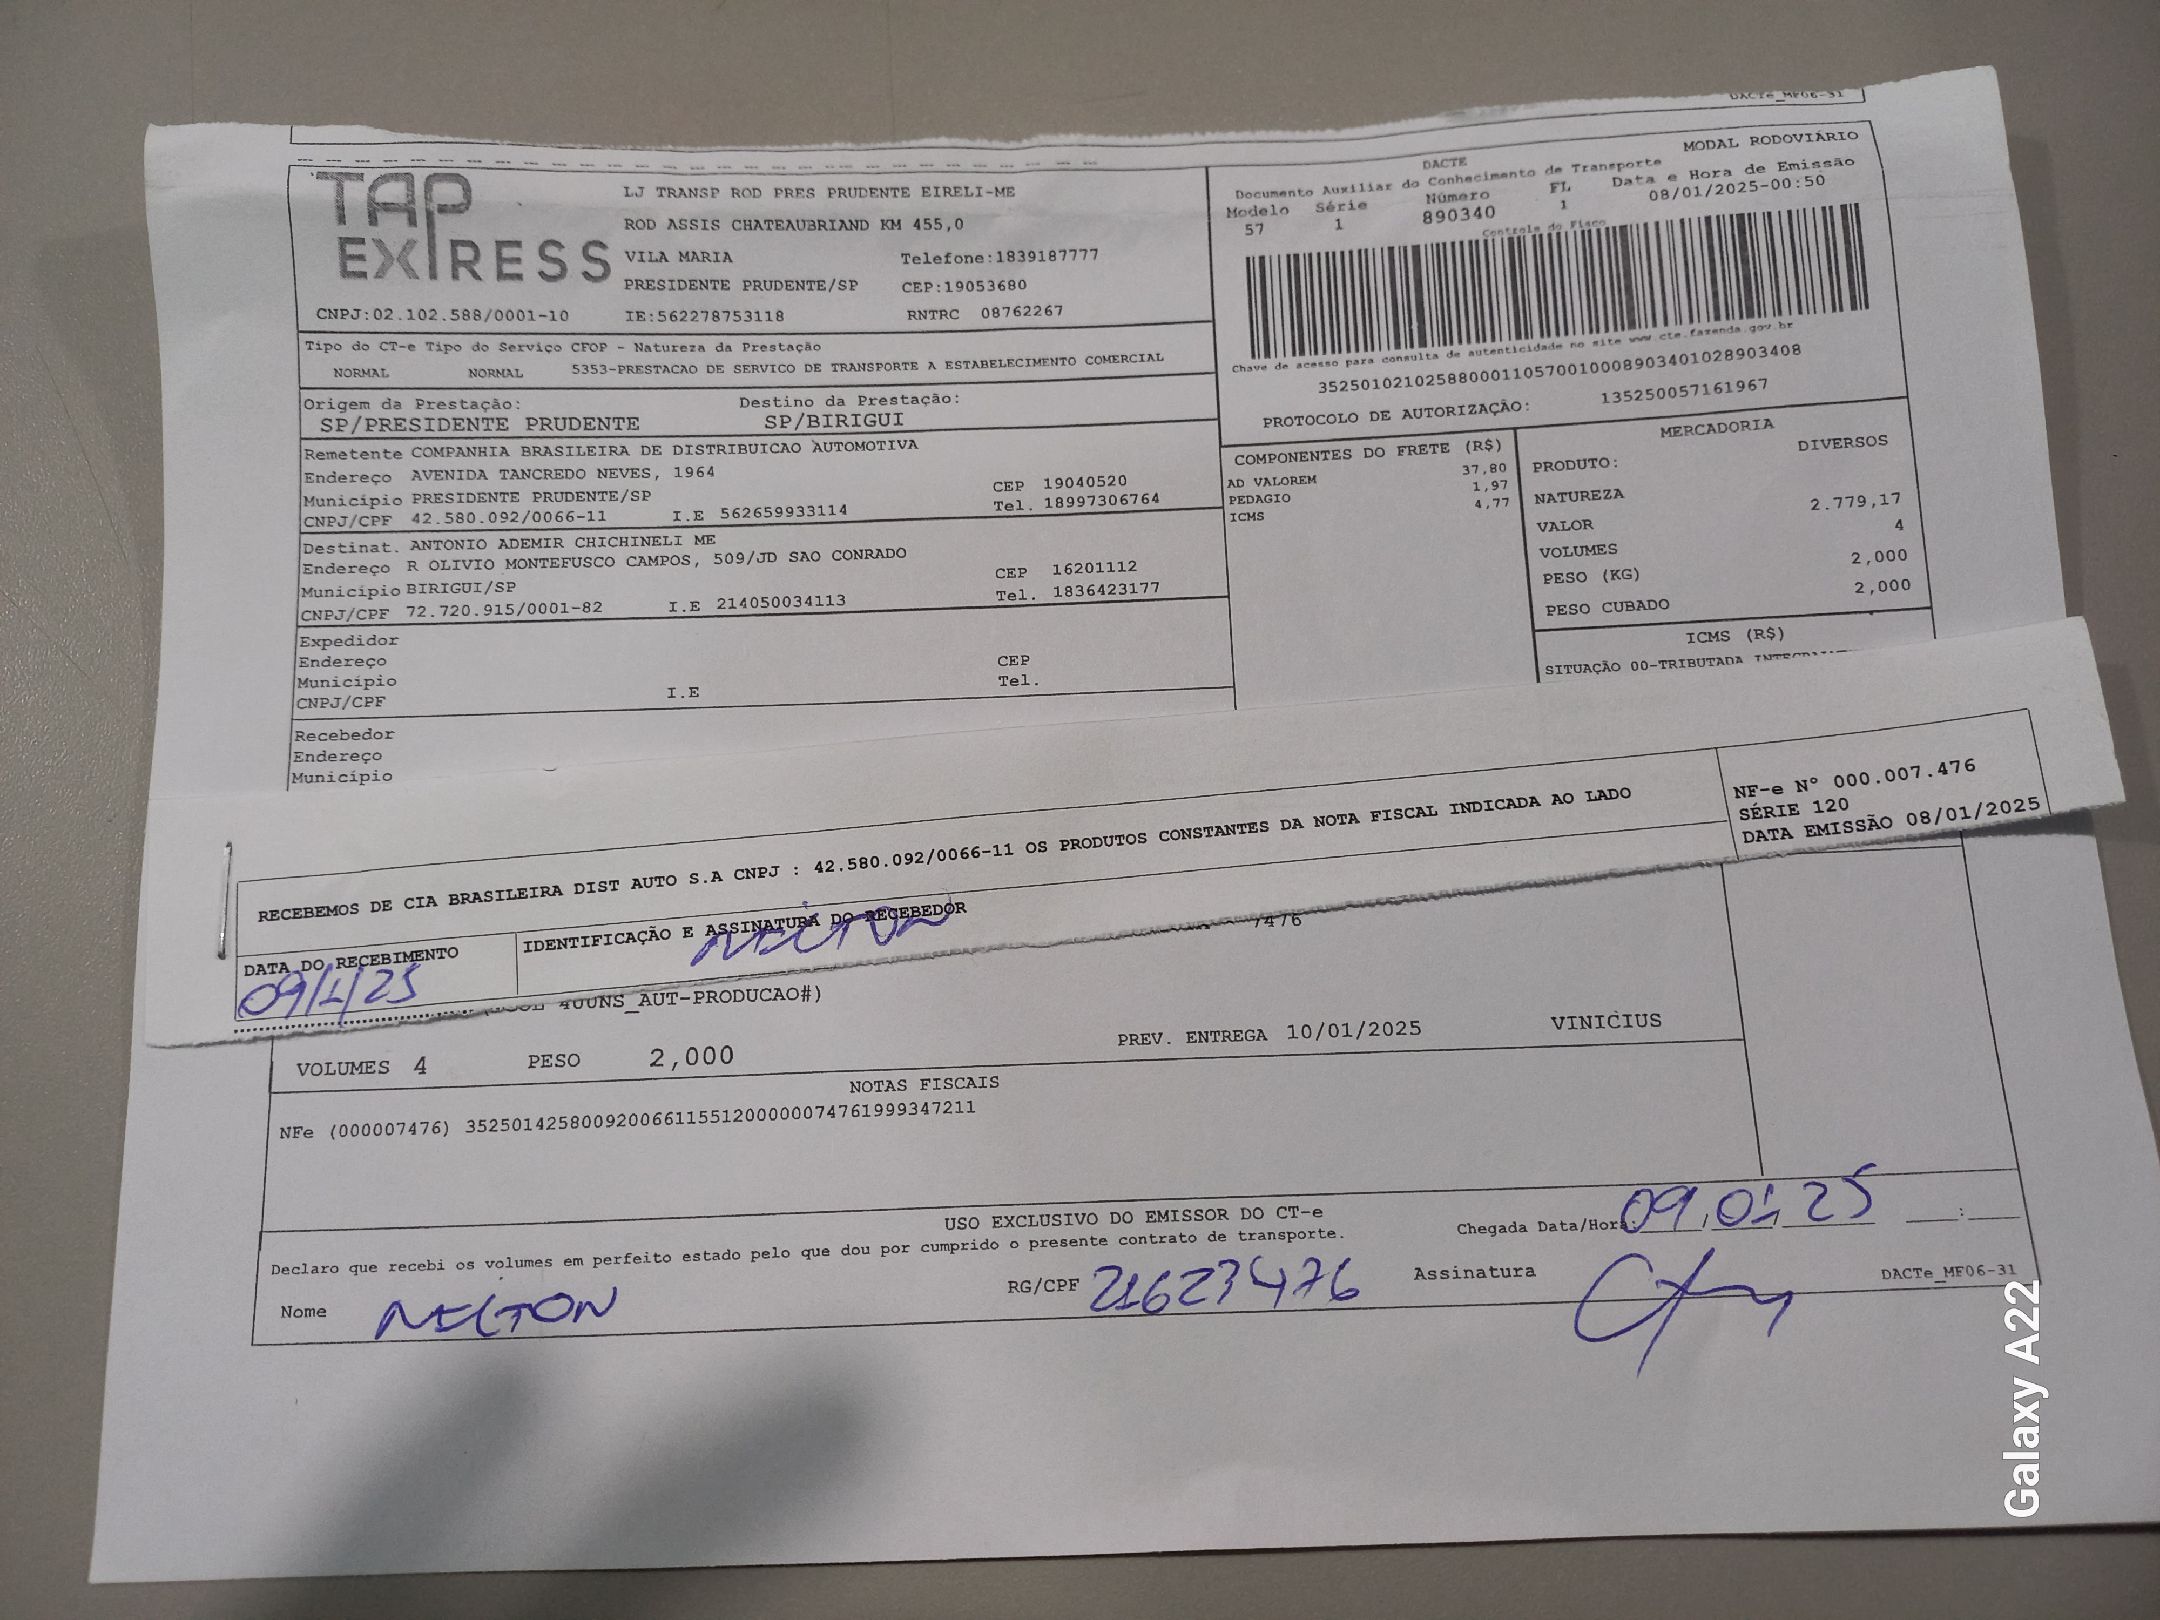 DACTe_MF06-31
TAP EXPRESS
LJ TRANSP ROD PRES PRUDENTE EIRELI-ME
ROD ASSIS CHATEAUBRIAND KM 455,0
VILA MARIA Telefone:1839187777
PRESIDENTE PRUDENTE/SP CEP:19053680
CNPJ:02.102.588/0001-10 IE:562278753118 RNTRC 08762267
DACTE MODAL RODOVIÁRIO
Documento Auxiliar do Conhecimento de Transporte
Modelo Série Número FL Data e Hora de Emissão
57 1 890340 1 08/01/2025-00:50
Controle do Fisco
Chave de acesso para consulta de autenticidade no site www.cte.fazenda.gov.br
35250102102588000110570010008903401028903408
PROTOCOLO DE AUTORIZAÇÃO: 135250057161967
Tipo do CT-e Tipo do Serviço CFOP - Natureza da Prestação
NORMAL NORMAL 5353-PRESTACAO DE SERVICO DE TRANSPORTE A ESTABELECIMENTO COMERCIAL
Origem da Prestação: Destino da Prestação:
SP/PRESIDENTE PRUDENTE SP/BIRIGUI
Remetente COMPANHIA BRASILEIRA DE DISTRIBUICAO AUTOMOTIVA
Endereço AVENIDA TANCREDO NEVES, 1964
Município PRESIDENTE PRUDENTE/SP CEP 19040520
CNPJ/CPF 42.580.092/0066-11 I.E 562659933114 Tel. 18997306764
Destinat. ANTONIO ADEMIR CHICHINELI ME
Endereço R OLIVIO MONTEFUSCO CAMPOS, 509/JD SAO CONRADO
Município BIRIGUI/SP CEP 16201112
CNPJ/CPF 72.720.915/0001-82 I.E 214050034113 Tel. 1836423177
Expedidor
Endereço
Município CEP
CNPJ/CPF I.E Tel.
Recebedor
Endereço
Município
COMPONENTES DO FRETE (R$)
AD VALOREM 37,80
PEDAGIO 1,97
ICMS 4,77
MERCADORIA
PRODUTO: DIVERSOS
NATUREZA
VALOR 2.779,17
VOLUMES 4
PESO (KG) 2,000
PESO CUBADO 2,000
ICMS (R$)
SITUAÇÃO 00-TRIBUTADA
RECEBEMOS DE CIA BRASILEIRA DIST AUTO S.A CNPJ : 42.580.092/0066-11 OS PRODUTOS CONSTANTES DA NOTA FISCAL INDICADA AO LADO
NF-e N° 000.007.476
SÉRIE 120
DATA EMISSÃO 08/01/2025
DATA DO RECEBIMENTO IDENTIFICAÇÃO E ASSINATURA DO RECEBEDOR
09/1/25 NEITON
7476
400NS_AUT-PRODUCAO#)
VOLUMES 4 PESO 2,000 PREV. ENTREGA 10/01/2025 VINICIUS
NOTAS FISCAIS
NFe (000007476) 35250142580092006611551200000074761999347211
USO EXCLUSIVO DO EMISSOR DO CT-e
Declaro que recebi os volumes em perfeito estado pelo que dou por cumprido o presente contrato de transporte.
Chegada Data/Hora: 09/01/25 ____:____
Nome NEITON RG/CPF 21623476 Assinatura
DACTe_MF06-31
Galaxy A22